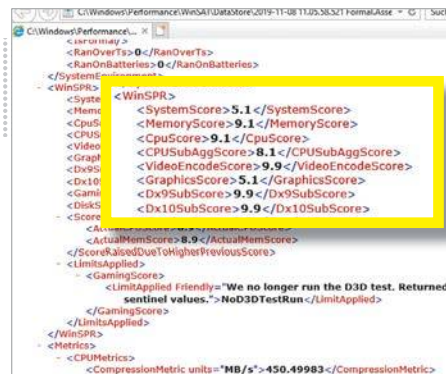 C:\Windows\Performance\WinSAT\DataStore\2019-11-08 11.05.58.521 Formal.Asse
C:\Windows\Performance\...
<RanOverTs>0</RanOverTs>
<RanOnBatteries>0</RanOnBatteries>
</SystemEnvironment>
- <WinSPR>
<WinSPR>
<SystemScore>5.1</SystemScore>
<MemoryScore>9.1</MemoryScore>
<CpuScore>9.1</CpuScore>
<CPUSubAggScore>8.1</CPUSubAggScore>
<VideoEncodeScore>9.9</VideoEncodeScore>
<GraphicsScore>5.1</GraphicsScore>
<Dx9SubScore>9.9</Dx9SubScore>
<Dx10SubScore>9.9</Dx10SubScore>
<ActualMemScore>8.9</ActualMemScore>
</ScoreRaisedDueToHigherPreviousScore>
- <LimitsApplied>
- <GamingScore>
<LimitApplied Friendly="We no longer run the D3D test. Returned
sentinel values.">NoD3DTestRun</LimitApplied>
</GamingScore>
</LimitsApplied>
</WinSPR>
- <Metrics>
- <CPUMetrics>
<CompressionMetric units="MB/s">450.49983</CompressionMetric>